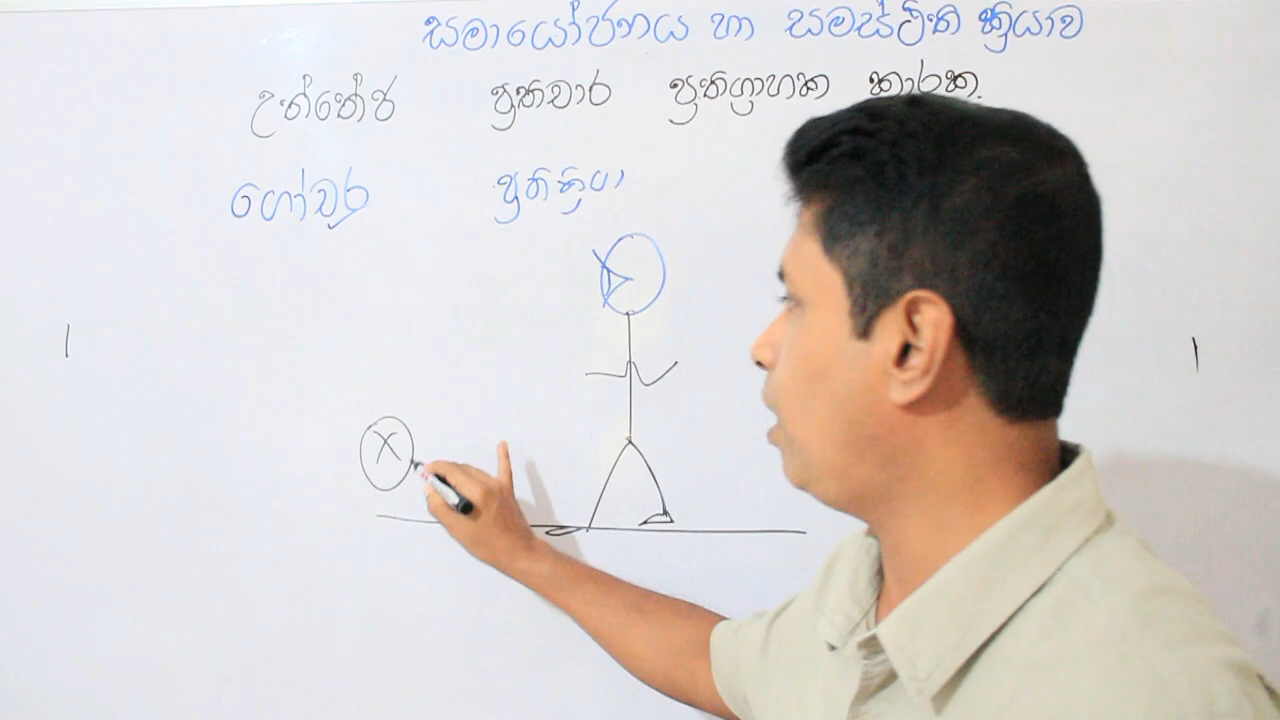 සමායෝජනය හා සමස්ථිති ක්‍රියාව
උත්තේජ ප්‍රතිචාර ප්‍රතිග්‍රාහක කාරක
ගෝචර ප්‍රතික්‍රියා
X